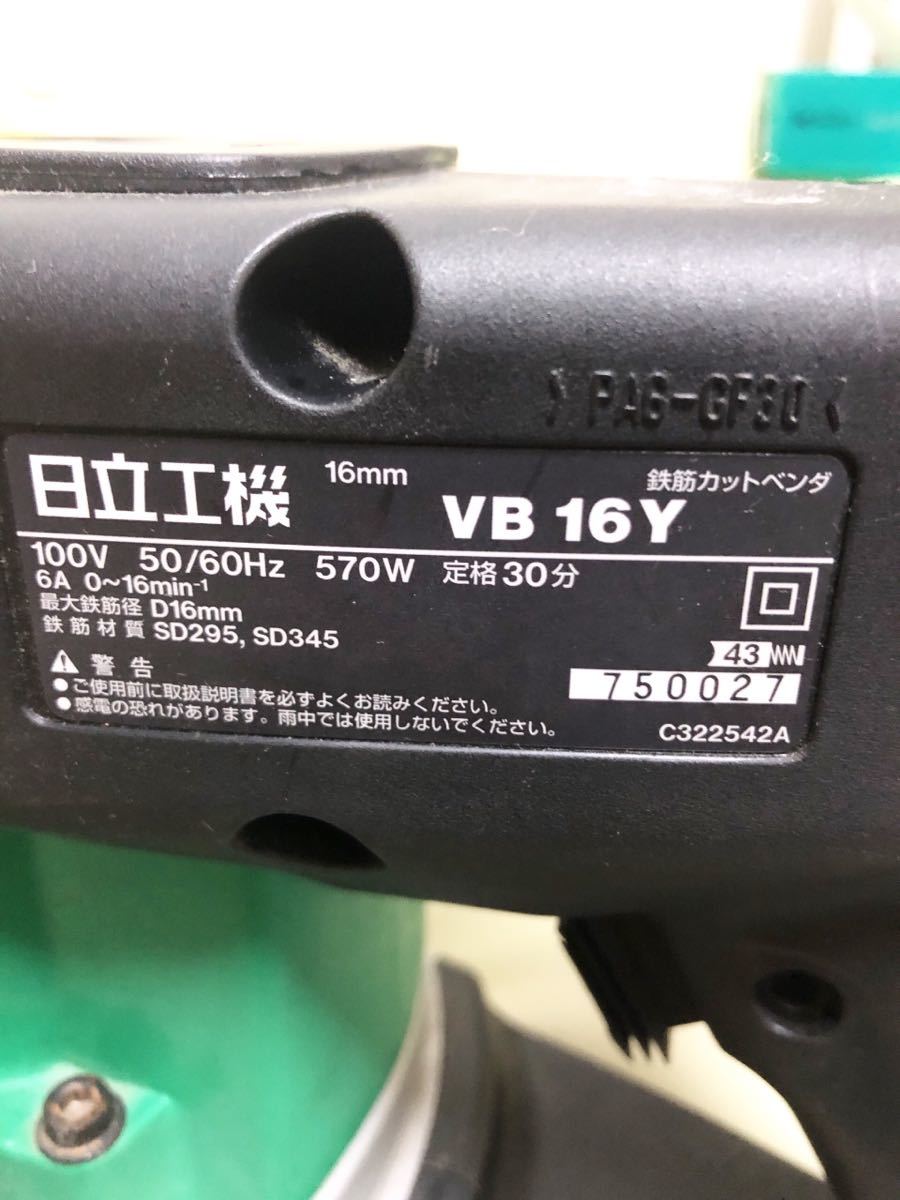 >PA6-GF30<
日立工機 16mm VB 16Y 鉄筋カットベンダ
100V 50/60Hz 570W 定格30分
6A 0~16min⁻¹
最大鉄筋径 D16mm
鉄筋材質 SD295, SD345
43
警告
750027
●ご使用前に取扱説明書を必ずよくお読みください。
●感電の恐れがあります。雨中では使用しないでください。
C322542A